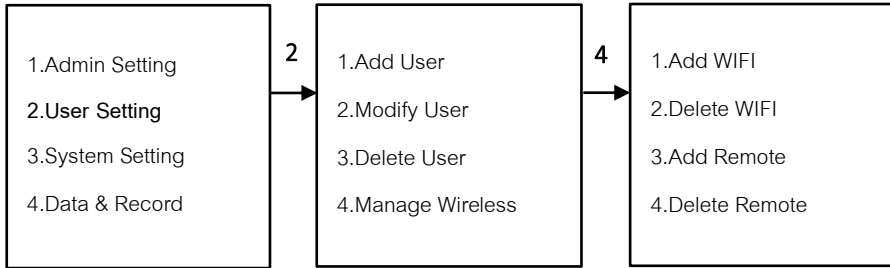 1.Admin Setting
2.User Setting
3.System Setting
4.Data & Record
2
1.Add User
2.Modify User
3.Delete User
4.Manage Wireless
4
1.Add WIFI
2.Delete WIFI
3.Add Remote
4.Delete Remote